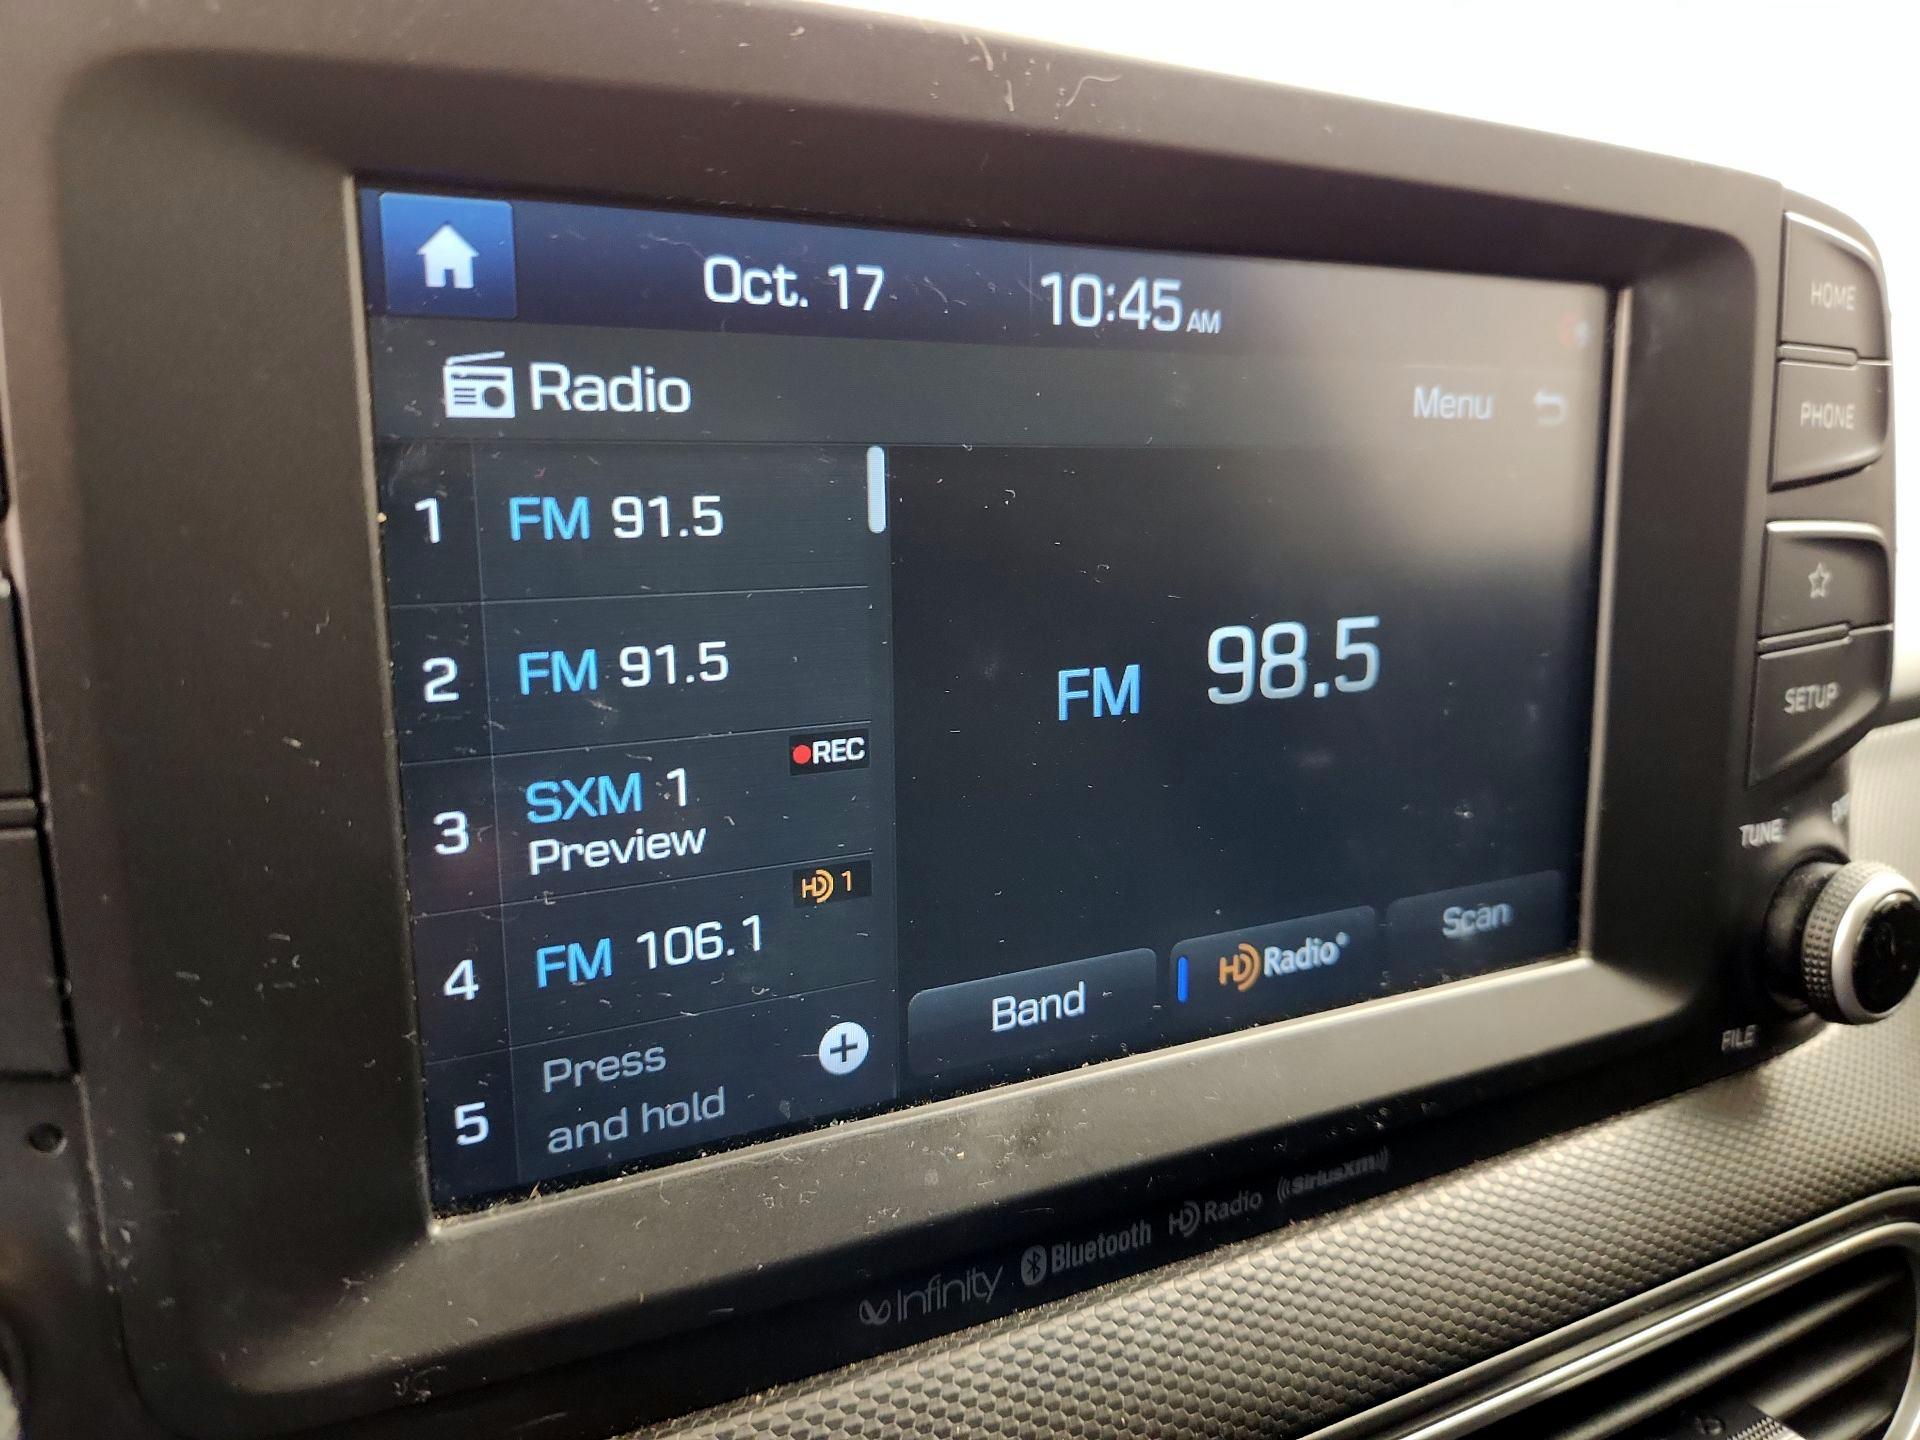 Oct. 17 10:45 AM
Radio
Menu
1 FM 91.5
2 FM 91.5
REC
3 SXM 1
Preview
HD 1
4 FM 106.1
5 Press
and hold
FM 98.5
Band
HD Radio®
Scan
HOME
PHONE
SETUP
TUNE
FILE
Infinity Bluetooth HD Radio ((SiriusXM))